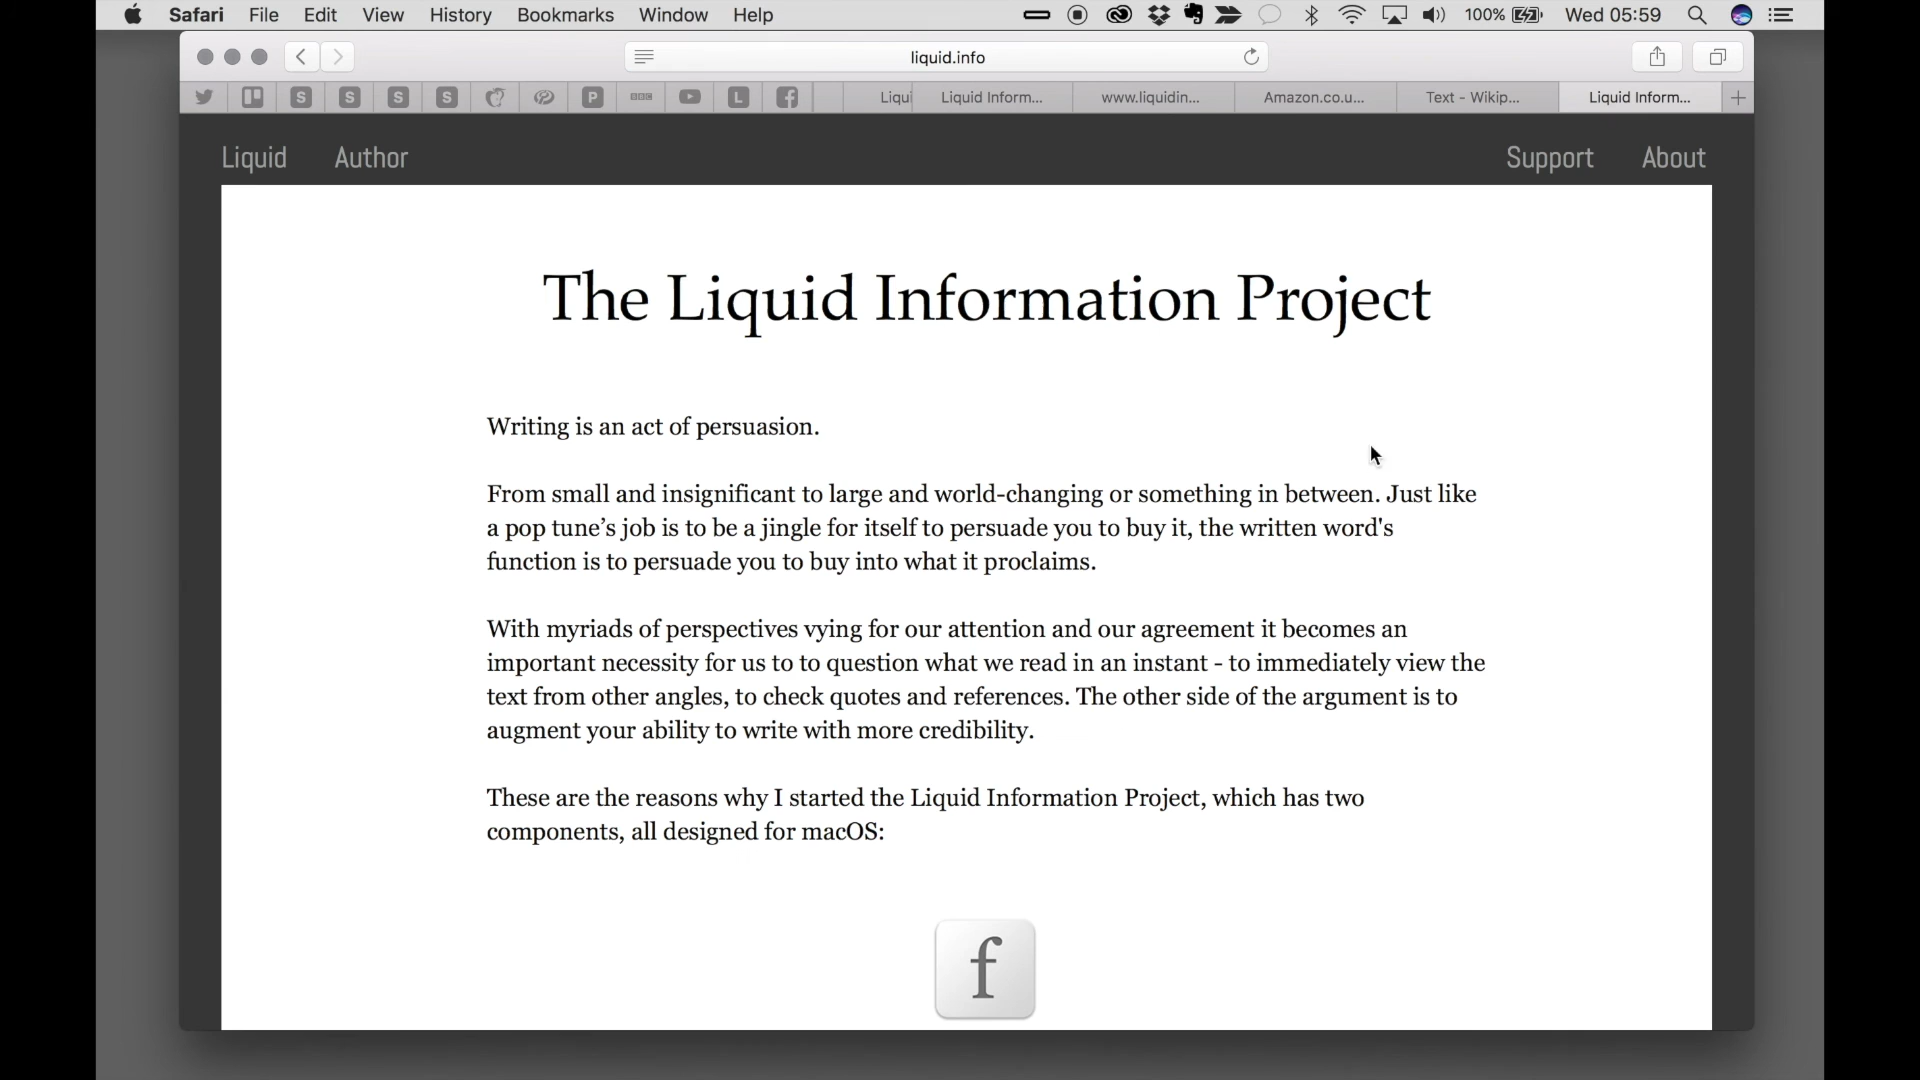 Safari File Edit View History Bookmarks Window Help 100% Wed 05:59
liquid.info
S S S S P BBC L Liqui Liquid Inform... www.liquidin... Amazon.co.u... Text - Wikip... Liquid Inform... +
Liquid Author Support About
The Liquid Information Project
Writing is an act of persuasion.
From small and insignificant to large and world-changing or something in between. Just like
a pop tune’s job is to be a jingle for itself to persuade you to buy it, the written word's
function is to persuade you to buy into what it proclaims.
With myriads of perspectives vying for our attention and our agreement it becomes an
important necessity for us to to question what we read in an instant - to immediately view the
text from other angles, to check quotes and references. The other side of the argument is to
augment your ability to write with more credibility.
These are the reasons why I started the Liquid Information Project, which has two
components, all designed for macOS:
f